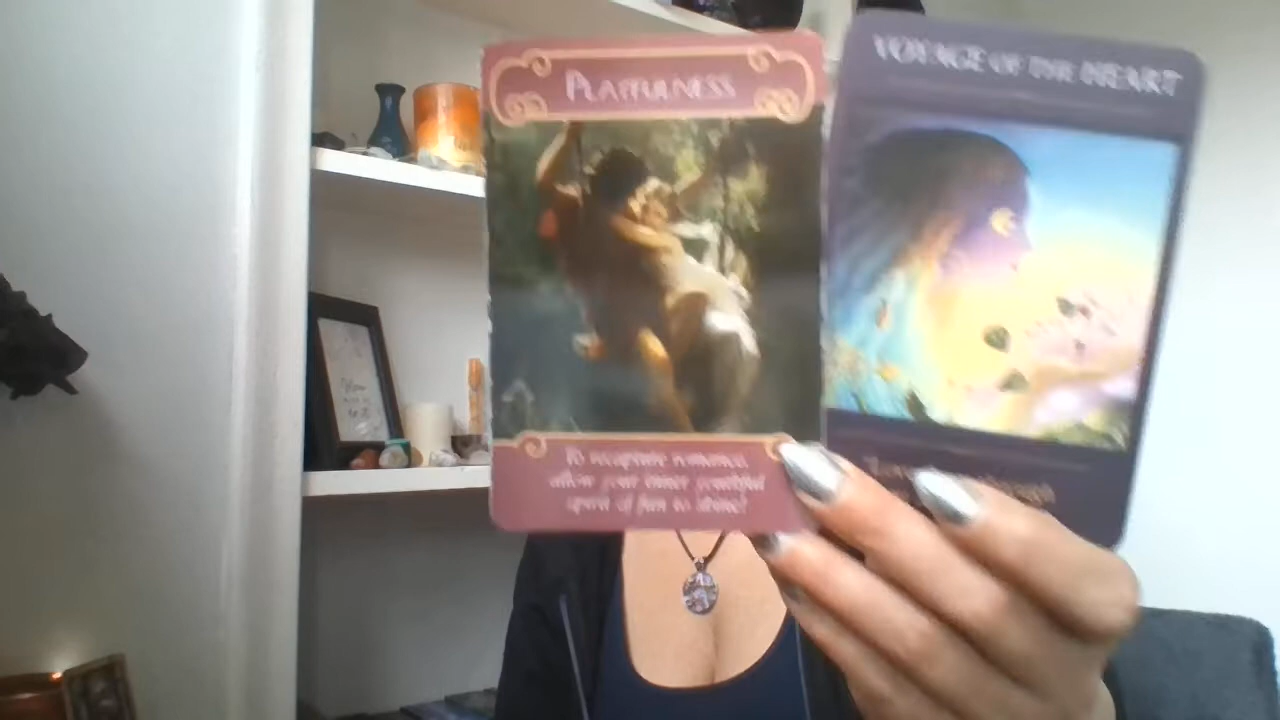 PLAYFULNESS
VOYAGE OF THE HEART
To recapture romance,
allow your inner youthful
spirit of fun to shine!